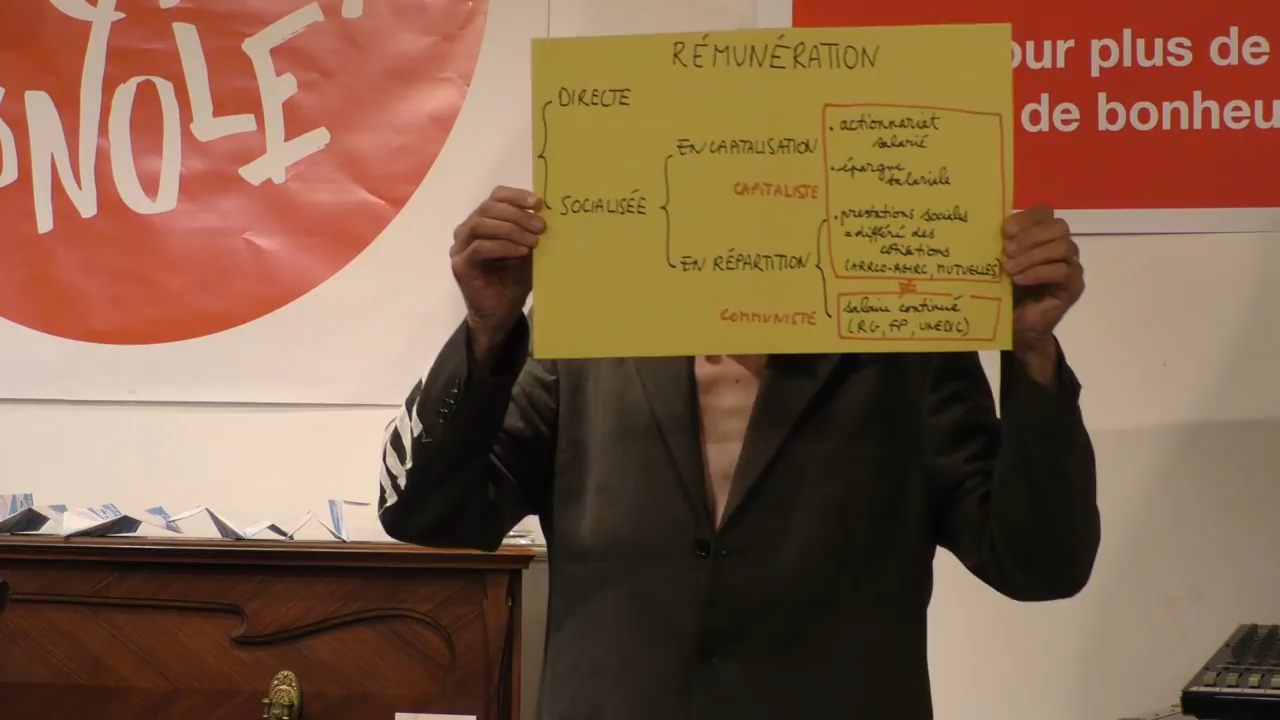 NOLE
our plus de
de bonheu
RÉMUNÉRATION
DIRECTE
SOCIALISÉE
EN CAPITALISATION
CAPITALISTE
EN RÉPARTITION
COMMUNISTE
. actionnariat
salarié
. épargne
salariale
. prestations sociales
= différé des
cotisations
(ARRCO-AGIRC, MUTUELLES)
≠
salaire continué
(RG, FP, UNEDIC)